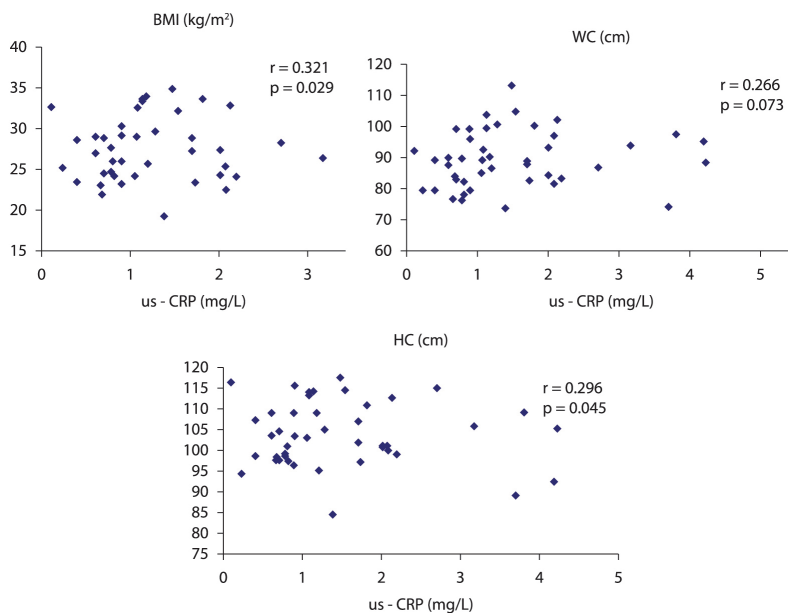 BMI (kg/m²)
40
35
30
25
20
15
r = 0.321
p = 0.029
0 1 2 3
us - CRP (mg/L)
WC (cm)
120
110
100
90
80
70
60
r = 0.266
p = 0.073
0 1 2 3 4 5
us - CRP (mg/L)
HC (cm)
120
115
110
105
100
95
90
85
80
75
r = 0.296
p = 0.045
0 1 2 3 4 5
us - CRP (mg/L)